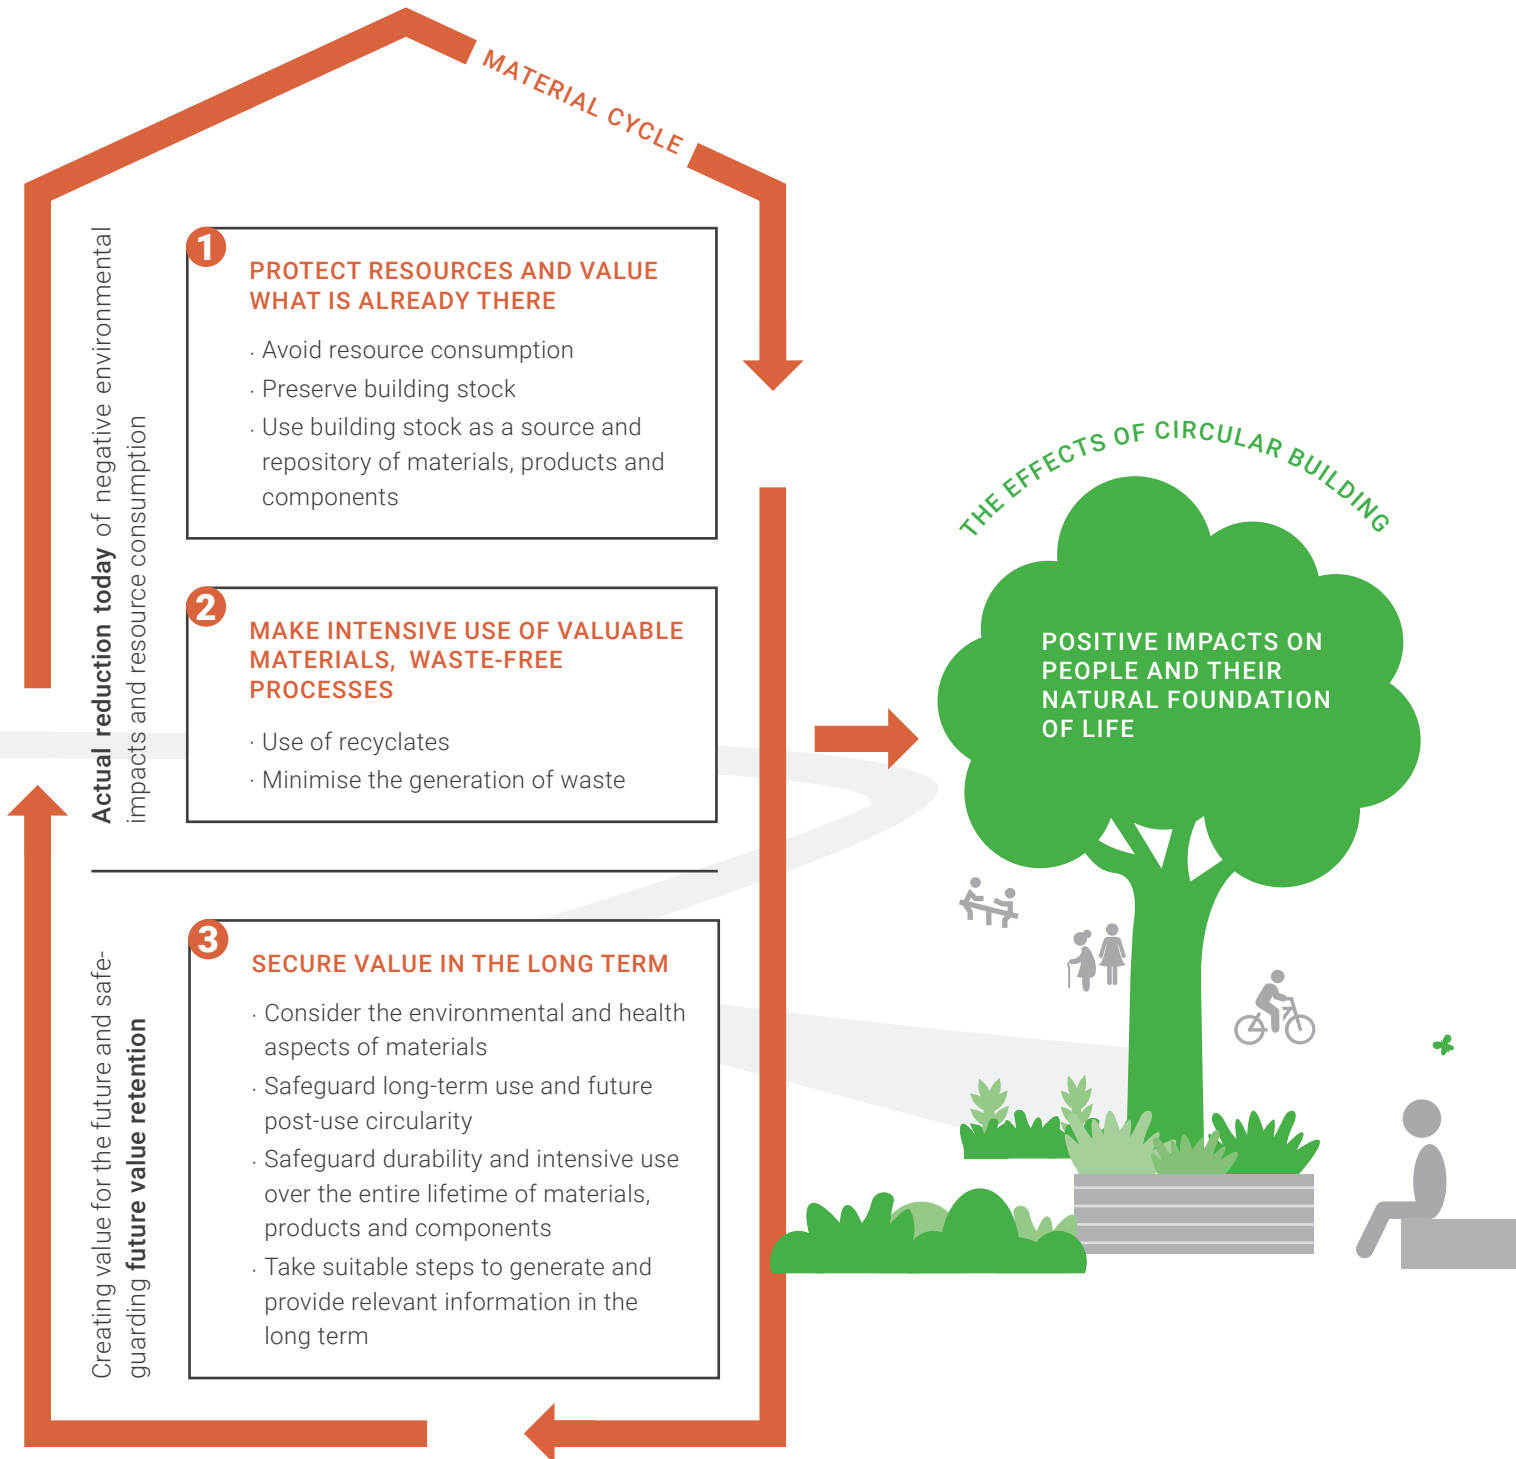 MATERIAL CYCLE
Actual reduction today of negative environmental
impacts and resource consumption
1
PROTECT RESOURCES AND VALUE
WHAT IS ALREADY THERE
· Avoid resource consumption
· Preserve building stock
· Use building stock as a source and
repository of materials, products and
components
2
MAKE INTENSIVE USE OF VALUABLE
MATERIALS, WASTE-FREE
PROCESSES
· Use of recyclates
· Minimise the generation of waste
Creating value for the future and safe-
guarding future value retention
3
SECURE VALUE IN THE LONG TERM
· Consider the environmental and health
aspects of materials
· Safeguard long-term use and future
post-use circularity
· Safeguard durability and intensive use
over the entire lifetime of materials,
products and components
· Take suitable steps to generate and
provide relevant information in the
long term
THE EFFECTS OF CIRCULAR BUILDING
POSITIVE IMPACTS ON
PEOPLE AND THEIR
NATURAL FOUNDATION
OF LIFE